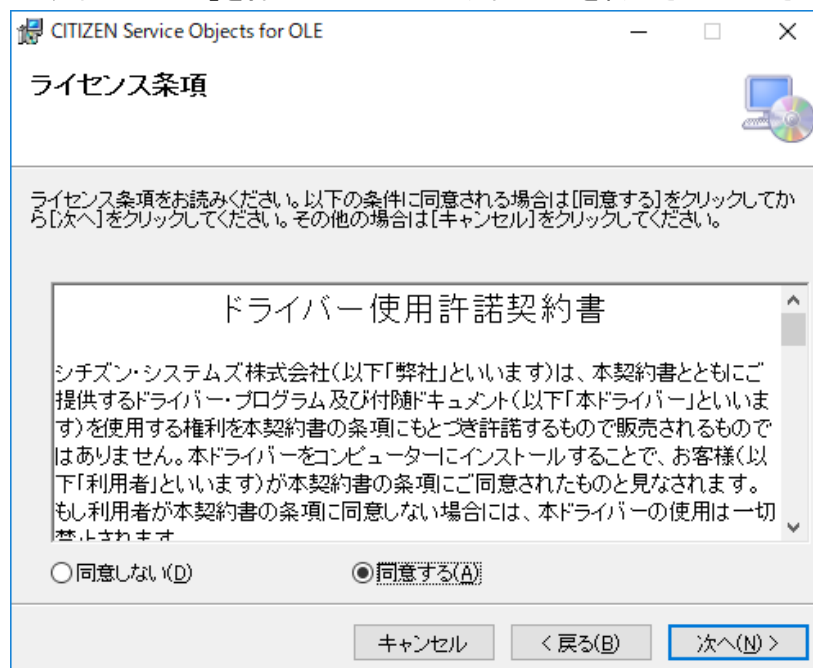 CITIZEN Service Objects for OLE
ライセンス条項
ライセンス条項をお読みください。以下の条件に同意される場合は[同意する]をクリックしてか
ら[次へ]をクリックしてください。その他の場合は[キャンセル]をクリックしてください。
ドライバー使用許諾契約書
シチズン・システムズ株式会社(以下「弊社」といいます)は、本契約書とともにご
提供するドライバー・プログラム及び付随ドキュメント(以下「本ドライバー」といいま
す)を使用する権利を本契約書の条項にもとづき許諾するもので販売されるもので
はありません。本ドライバーをコンピューターにインストールすることで、お客様(以
下「利用者」といいます)が本契約書の条項にご同意されたものと見なされます。
もし利用者が本契約書の条項に同意しない場合には、本ドライバーの使用は一切
禁止されます
同意しない(D)
同意する(A)
キャンセル
< 戻る(B)
次へ(N) >